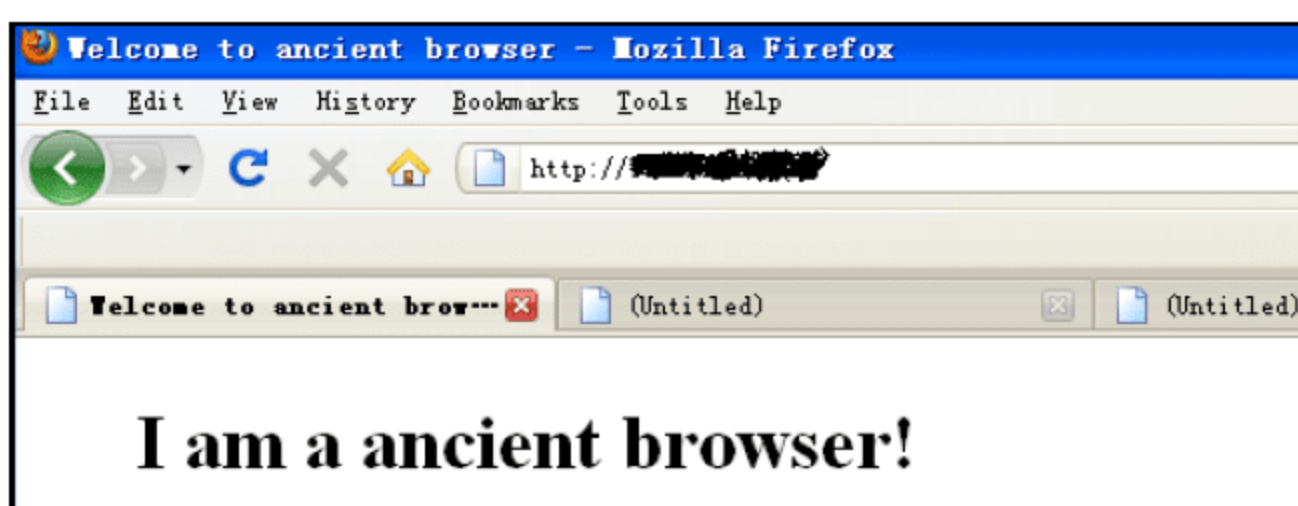 Welcome to ancient browser - Mozilla Firefox
File Edit View History Bookmarks Tools Help
http://
Welcome to ancient brow… (Untitled) (Untitled)
I am a ancient browser!